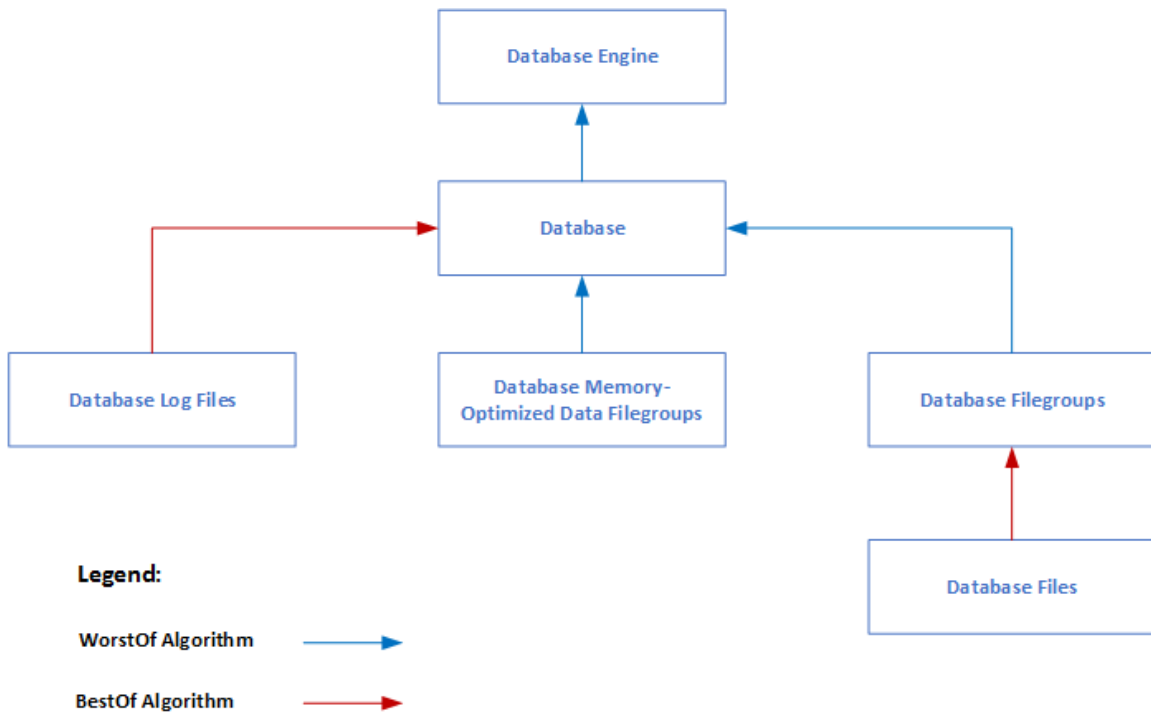 Database Engine
Database
Database Log Files
Database Memory-
Optimized Data Filegroups
Database Filegroups
Database Files
Legend:
WorstOf Algorithm
BestOf Algorithm